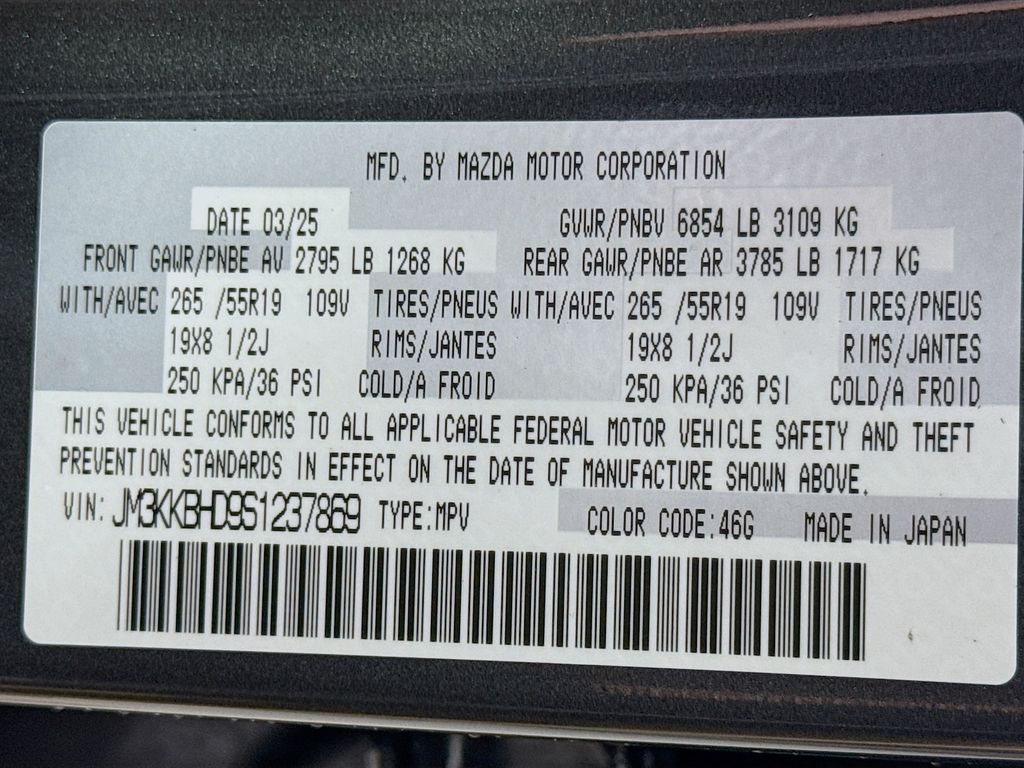 MFD. BY MAZDA MOTOR CORPORATION
DATE 03/25 GVWR/PNBV 6854 LB 3109 KG
FRONT GAWR/PNBE AV 2795 LB 1268 KG REAR GAWR/PNBE AR 3785 LB 1717 KG
WITH/AVEC 265 /55R19 109V TIRES/PNEUS WITH/AVEC 265 /55R19 109V TIRES/PNEUS
19X8 1/2J RIMS/JANTES 19X8 1/2J RIMS/JANTES
250 KPA/36 PSI COLD/A FROID 250 KPA/36 PSI COLD/A FROID
THIS VEHICLE CONFORMS TO ALL APPLICABLE FEDERAL MOTOR VEHICLE SAFETY AND THEFT
PREVENTION STANDARDS IN EFFECT ON THE DATE OF MANUFACTURE SHOWN ABOVE.
VIN: JM3KKBHD9S1237869 TYPE:MPV COLOR CODE:46G MADE IN JAPAN